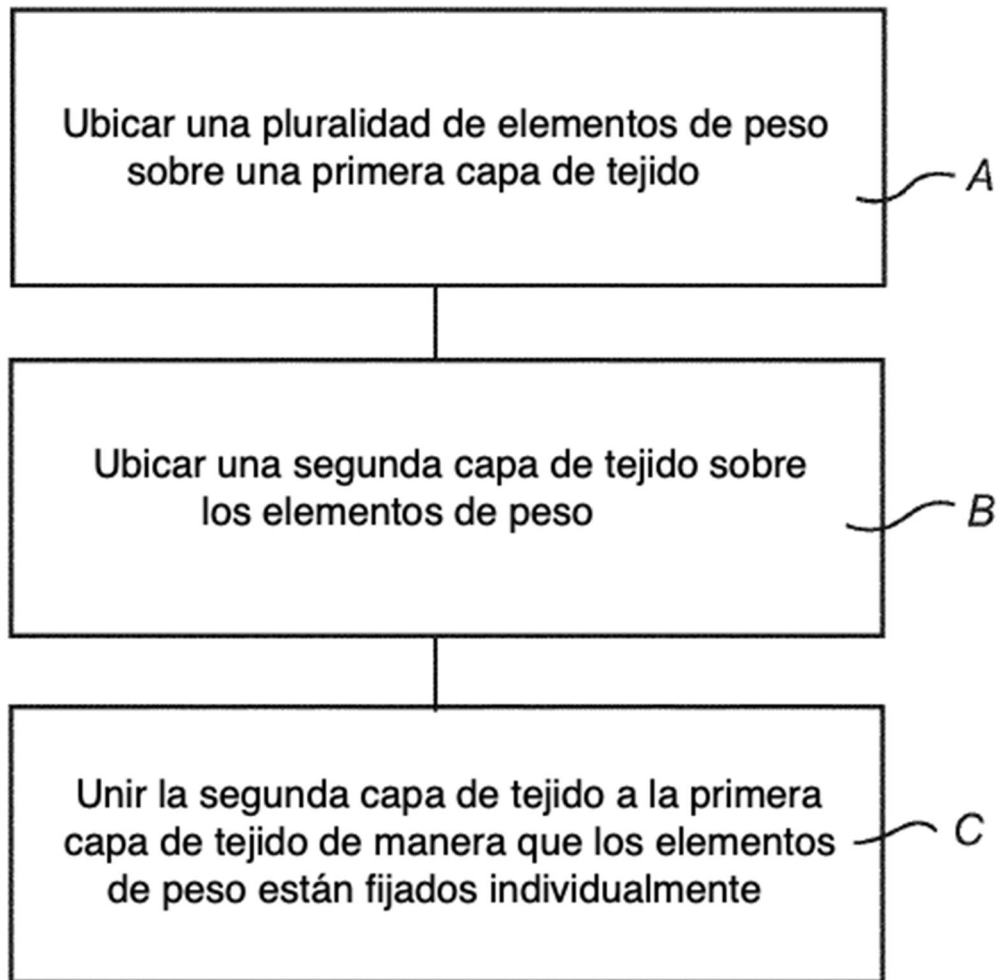 Ubicar una pluralidad de elementos de peso
sobre una primera capa de tejido
A
Ubicar una segunda capa de tejido sobre
los elementos de peso
B
Unir la segunda capa de tejido a la primera
capa de tejido de manera que los elementos
de peso están fijados individualmente
C